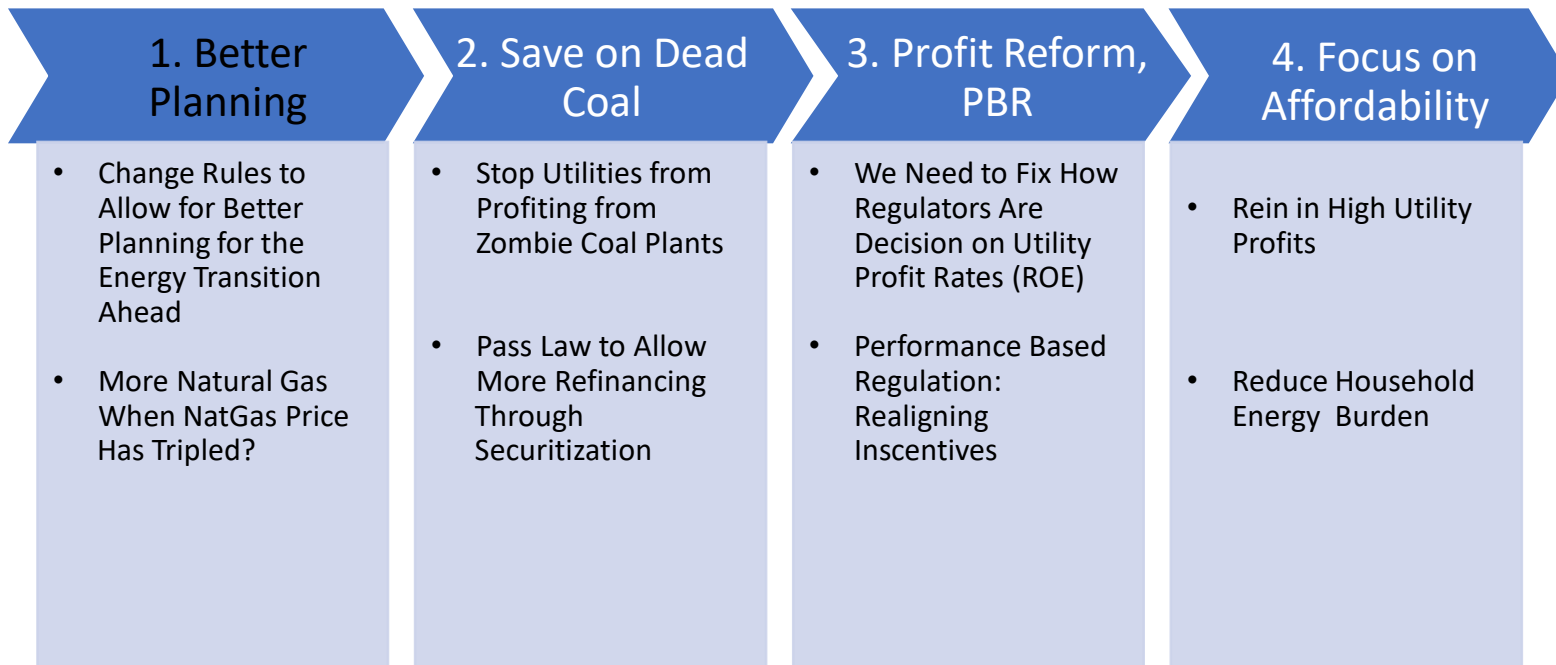 1. Better
Planning
• Change Rules to
Allow for Better
Planning for the
Energy Transition
Ahead
• More Natural Gas
When NatGas Price
Has Tripled?
2. Save on Dead
Coal
• Stop Utilities from
Profiting from
Zombie Coal Plants
• Pass Law to Allow
More Refinancing
Through
Securitization
3. Profit Reform,
PBR
• We Need to Fix How
Regulators Are
Decision on Utility
Profit Rates (ROE)
• Performance Based
Regulation:
Realigning
Inscentives
4. Focus on
Affordability
• Rein in High Utility
Profits
• Reduce Household
Energy Burden